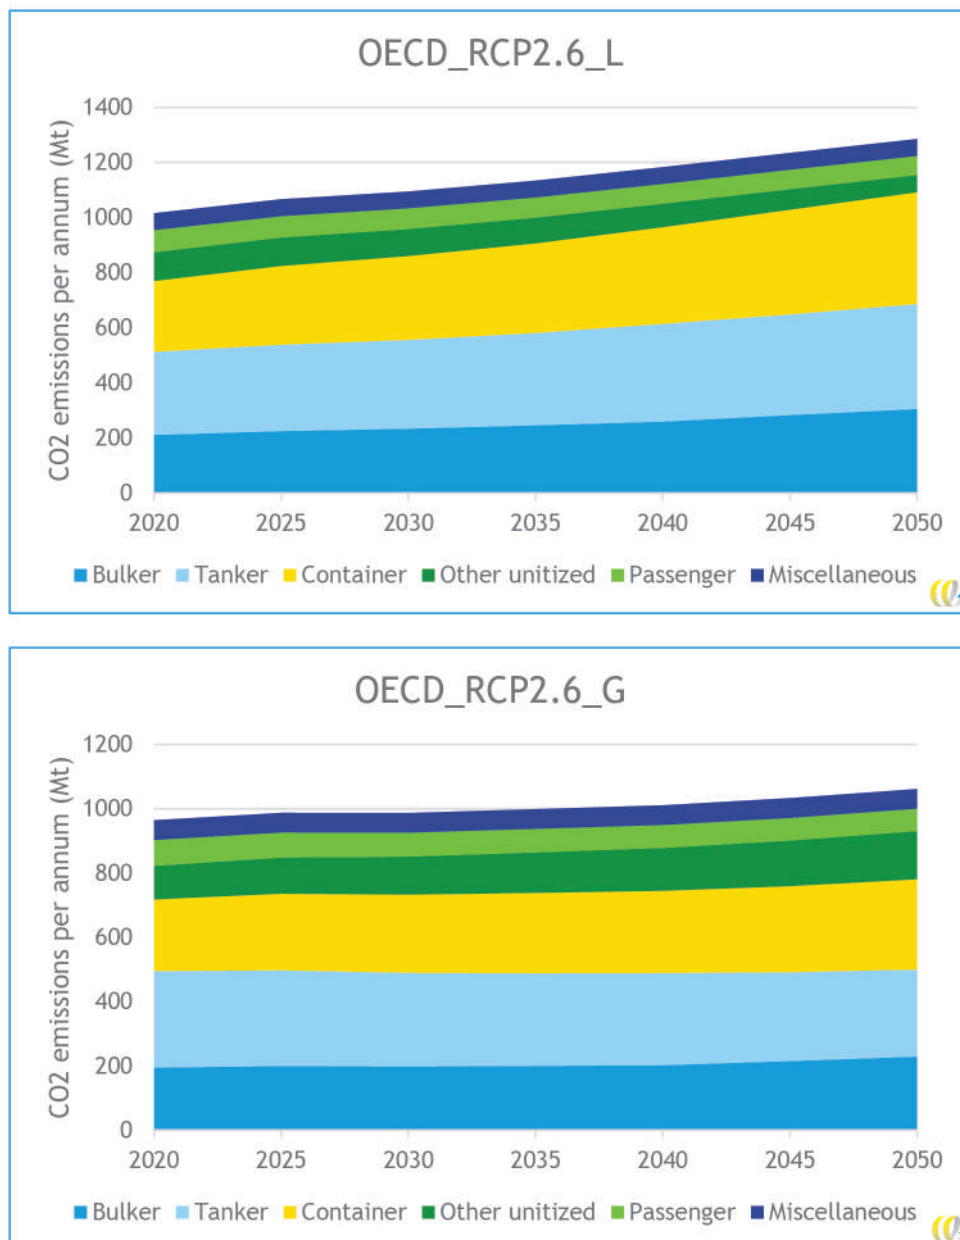 OECD_RCP2.6_L
CO2 emissions per annum (Mt)
1400
1200
1000
800
600
400
200
0
2020 2025 2030 2035 2040 2045 2050
Bulker Tanker Container Other unitized Passenger Miscellaneous
OECD_RCP2.6_G
CO2 emissions per annum (Mt)
1200
1000
800
600
400
200
0
2020 2025 2030 2035 2040 2045 2050
Bulker Tanker Container Other unitized Passenger Miscellaneous